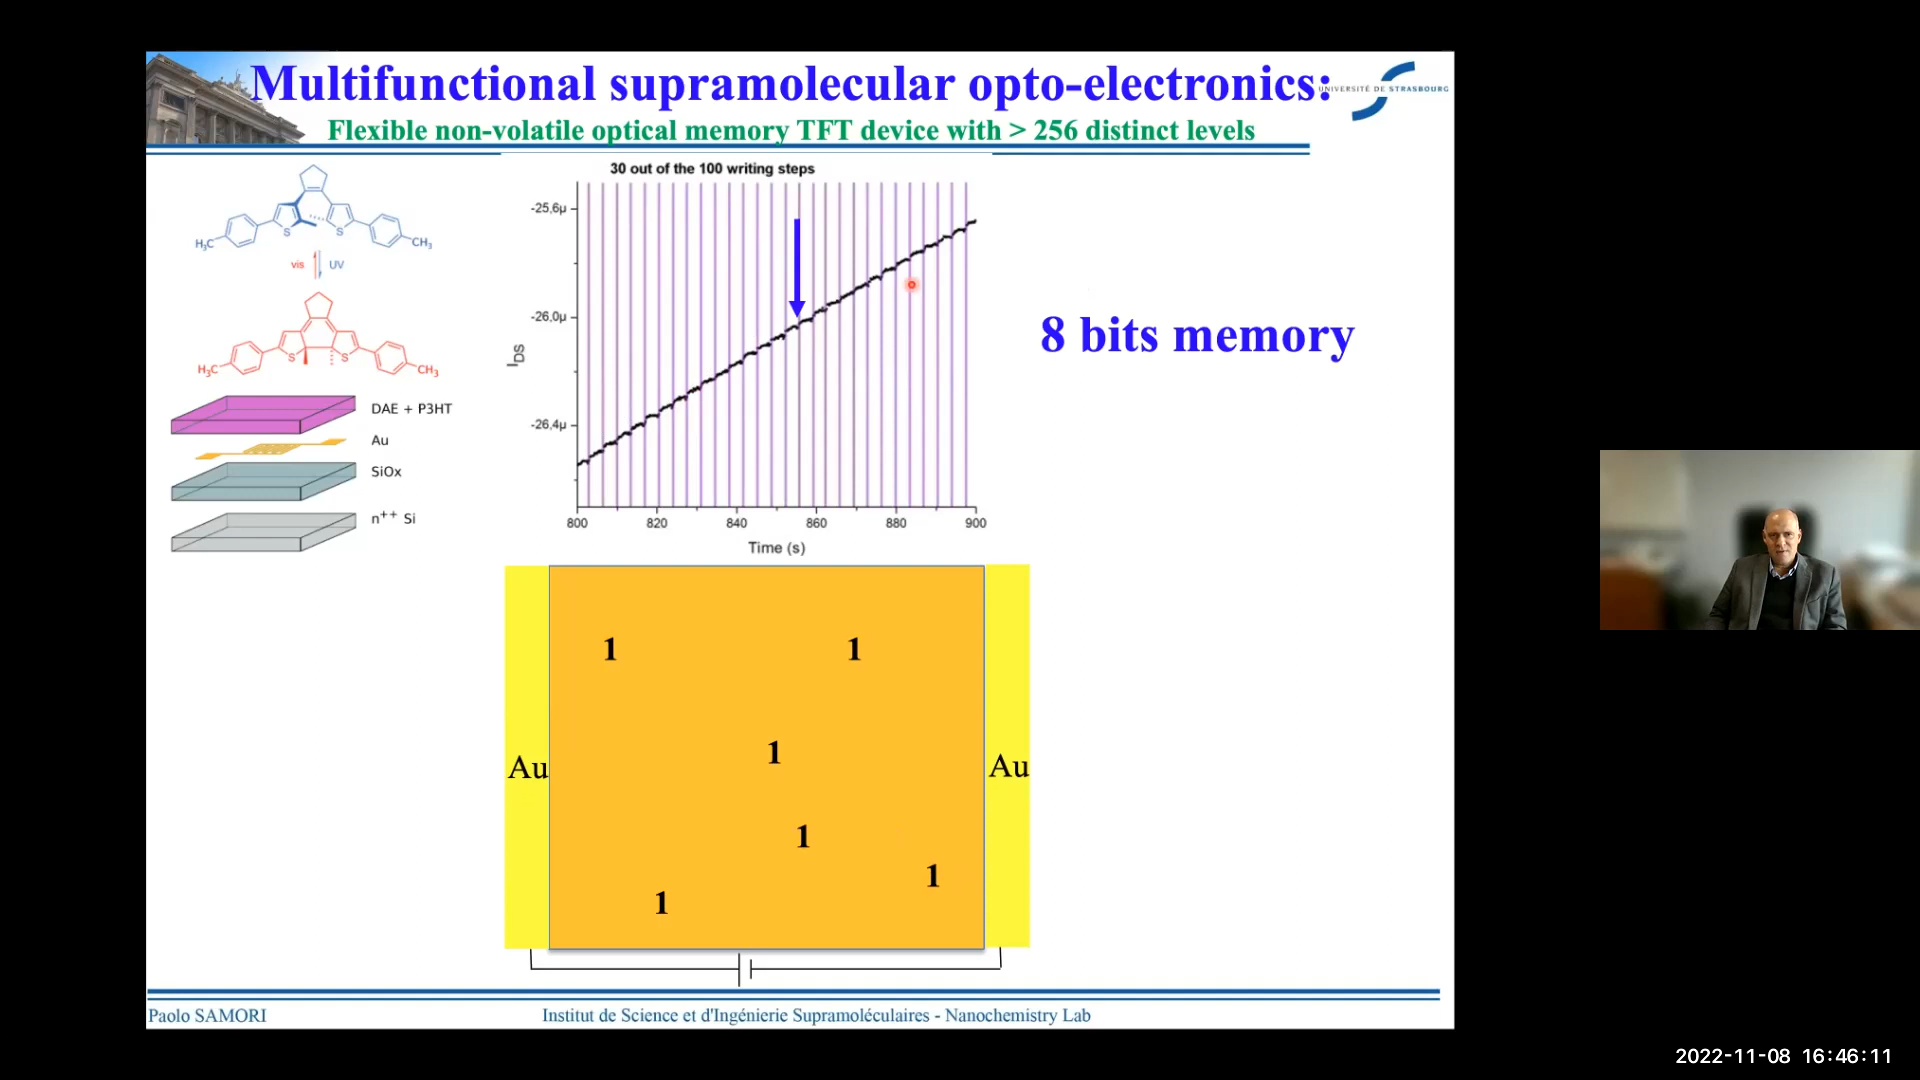 Multifunctional supramolecular opto-electronics:
UNIVERSITÉ DE STRASBOURG
Flexible non-volatile optical memory TFT device with > 256 distinct levels
H₃C
S
S
CH₃
vis
UV
H₃C
S
S
CH₃
DAE + P3HT
Au
SiOx
n⁺⁺ Si
30 out of the 100 writing steps
-25,6µ
-26,0µ
-26,4µ
I_DS
800 820 840 860 880 900
Time (s)
8 bits memory
1 1
1
Au Au
1
1
1
Paolo SAMORI Institut de Science et d'Ingénierie Supramoléculaires - Nanochemistry Lab
2022-11-08 16:46:11